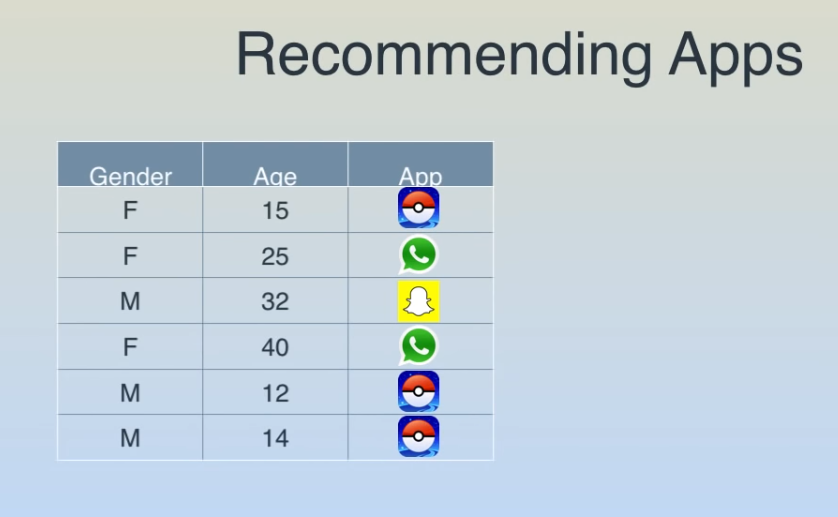 Recommending Apps
Gender Age App
F 15
F 25
M 32
F 40
M 12
M 14